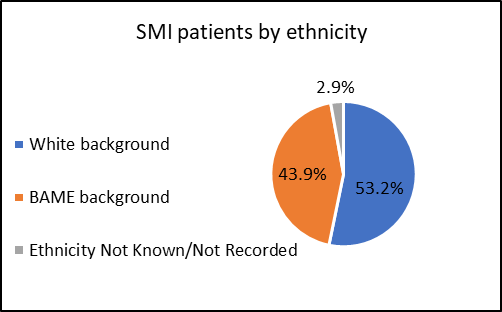 SMI patients by ethnicity
2.9%
White background
43.9%
53.2%
BAME background
Ethnicity Not Known/Not Recorded